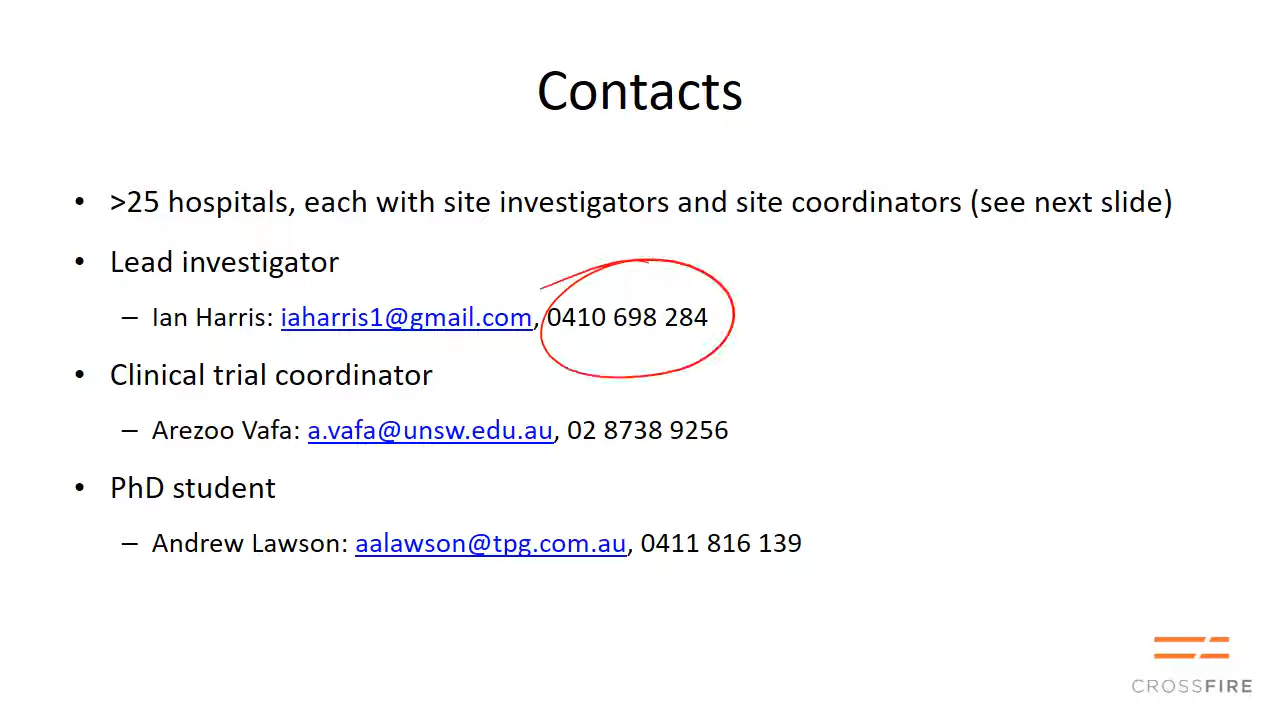 Contacts
• >25 hospitals, each with site investigators and site coordinators (see next slide)
• Lead investigator
– Ian Harris: iaharris1@gmail.com, 0410 698 284
• Clinical trial coordinator
– Arezoo Vafa: a.vafa@unsw.edu.au, 02 8738 9256
• PhD student
– Andrew Lawson: aalawson@tpg.com.au, 0411 816 139
CROSSFIRE